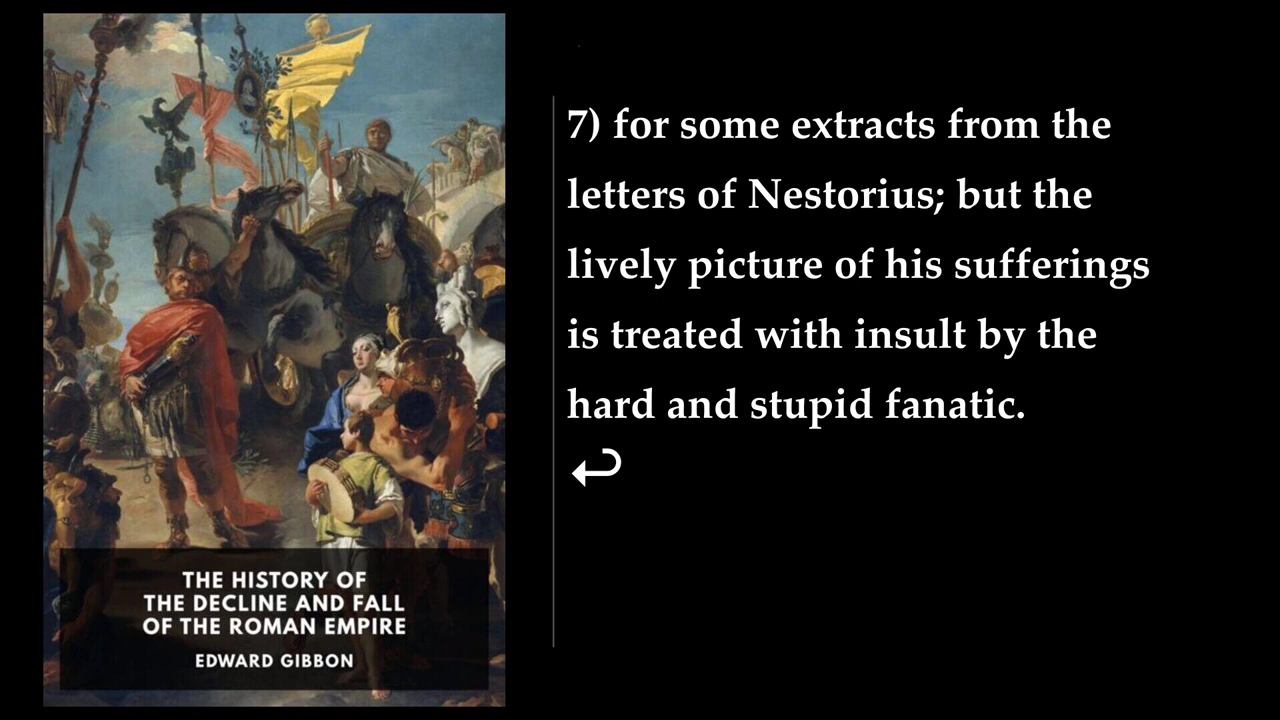 7) for some extracts from the
letters of Nestorius; but the
lively picture of his sufferings
is treated with insult by the
hard and stupid fanatic.
↩
THE HISTORY OF
THE DECLINE AND FALL
OF THE ROMAN EMPIRE
EDWARD GIBBON